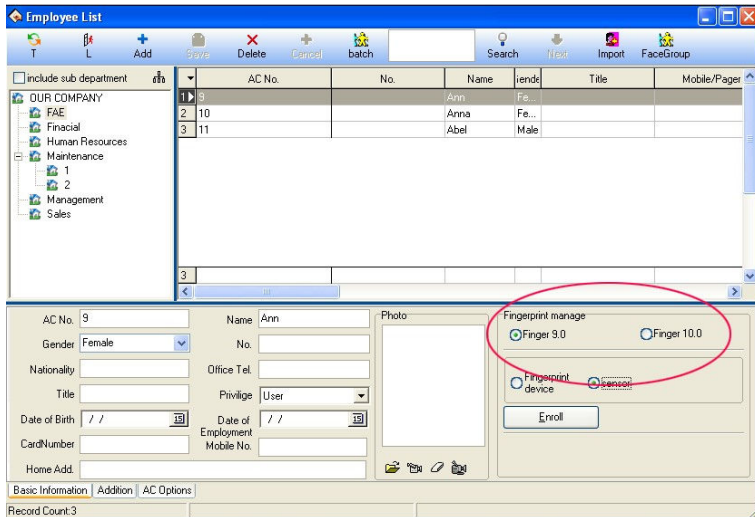 Employee List
T L Add Save Delete Cancel batch Search Next Import FaceGroup
include sub department
AC No. No. Name iende Title Mobile/Pager
OUR COMPANY
FAE
Finacial
Human Resources
Maintenance
1
2
Management
Sales
1 9 Ann Fe...
2 10 Anna Fe...
3 11 Abel Male
3
AC No. 9
Name Ann
Photo
Fingerprint manage
Gender Female
No.
Finger 9.0 Finger 10.0
Nationality
Office Tel.
Fingerprint device sensor
Title
Privilige User
Date of Birth / / 15
Date of Employment / / 15
Enroll
CardNumber
Mobile No.
Home Add.
Basic Information Addition AC Options
Record Count:3